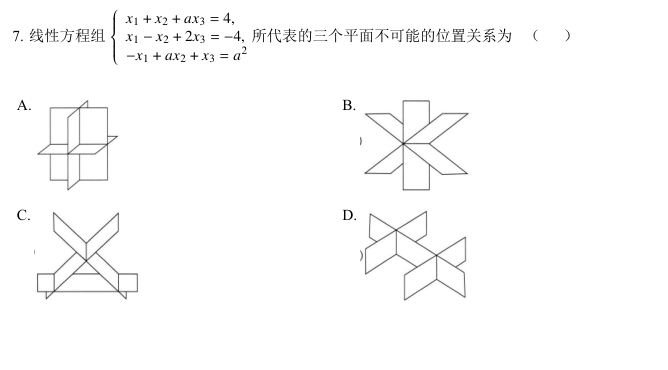 7. 线性方程组 { x₁ + x₂ + ax₃ = 4,
x₁ − x₂ + 2x₃ = −4, 所代表的三个平面不可能的位置关系为 （ ）
−x₁ + ax₂ + x₃ = a²
A. B.
C. D.